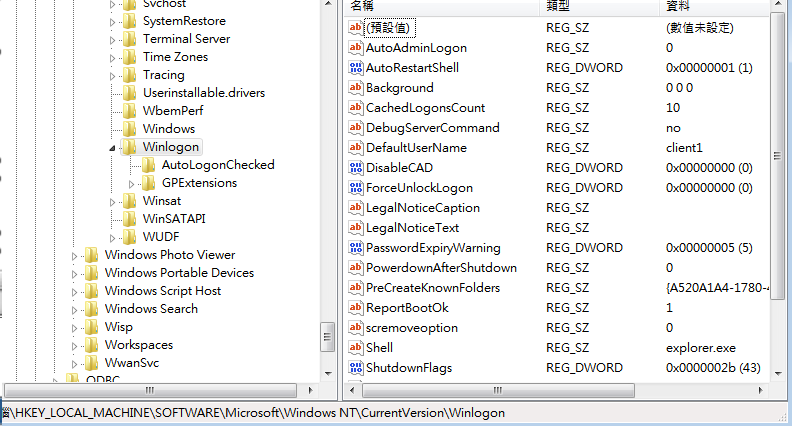 Svchost
SystemRestore
Terminal Server
Time Zones
Tracing
Userinstallable.drivers
WbemPerf
Windows
Winlogon
AutoLogonChecked
GPExtensions
Winsat
WinSATAPI
WUDF
Windows Photo Viewer
Windows Portable Devices
Windows Script Host
Windows Search
Wisp
Workspaces
WwanSvc
ODBC
名稱 類型 資料
(預設值) REG_SZ (數值未設定)
AutoAdminLogon REG_SZ 0
AutoRestartShell REG_DWORD 0x00000001 (1)
Background REG_SZ 0 0 0
CachedLogonsCount REG_SZ 10
DebugServerCommand REG_SZ no
DefaultUserName REG_SZ client1
DisableCAD REG_DWORD 0x00000000 (0)
ForceUnlockLogon REG_DWORD 0x00000000 (0)
LegalNoticeCaption REG_SZ
LegalNoticeText REG_SZ
PasswordExpiryWarning REG_DWORD 0x00000005 (5)
PowerdownAfterShutdown REG_SZ 0
PreCreateKnownFolders REG_SZ {A520A1A4-1780-4
ReportBootOk REG_SZ 1
scremoveoption REG_SZ 0
Shell REG_SZ explorer.exe
ShutdownFlags REG_DWORD 0x0000002b (43)
\HKEY_LOCAL_MACHINE\SOFTWARE\Microsoft\Windows NT\CurrentVersion\Winlogon